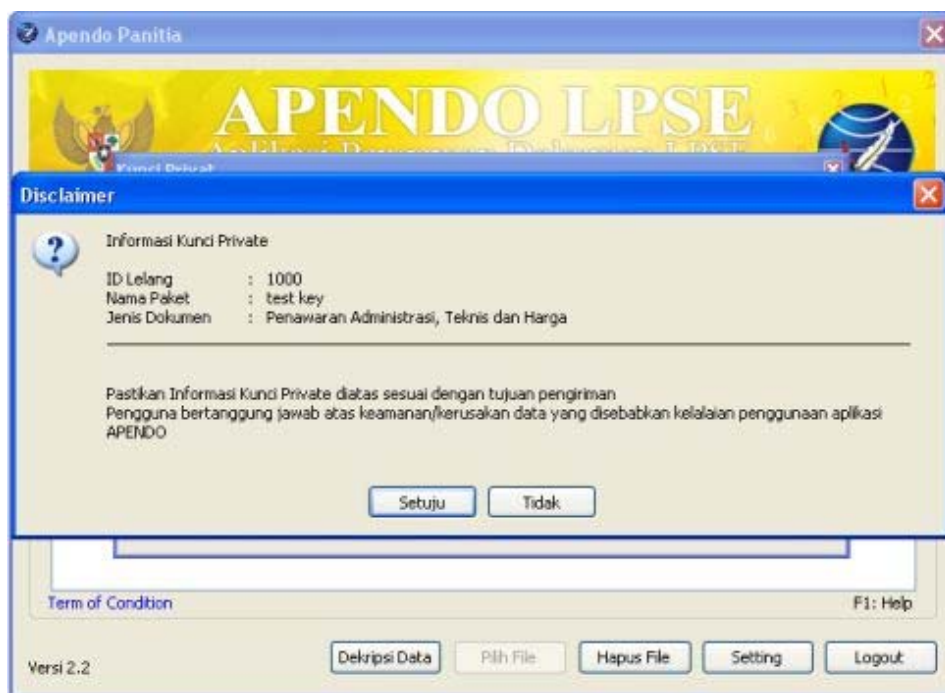 Apendo Panitia
APENDO LPSE
Kunci Privat
Disclaimer
Informasi Kunci Private
ID Lelang : 1000
Nama Paket : test key
Jenis Dokumen : Penawaran Administrasi, Teknis dan Harga
Pastikan Informasi Kunci Private diatas sesuai dengan tujuan pengiriman
Pengguna bertanggung jawab atas keamanan/kerusakan data yang disebabkan kelalaian penggunaan aplikasi
APENDO
Setuju Tidak
Term of Condition F1: Help
Versi 2.2 Dekripsi Data Pilih File Hapus File Setting Logout